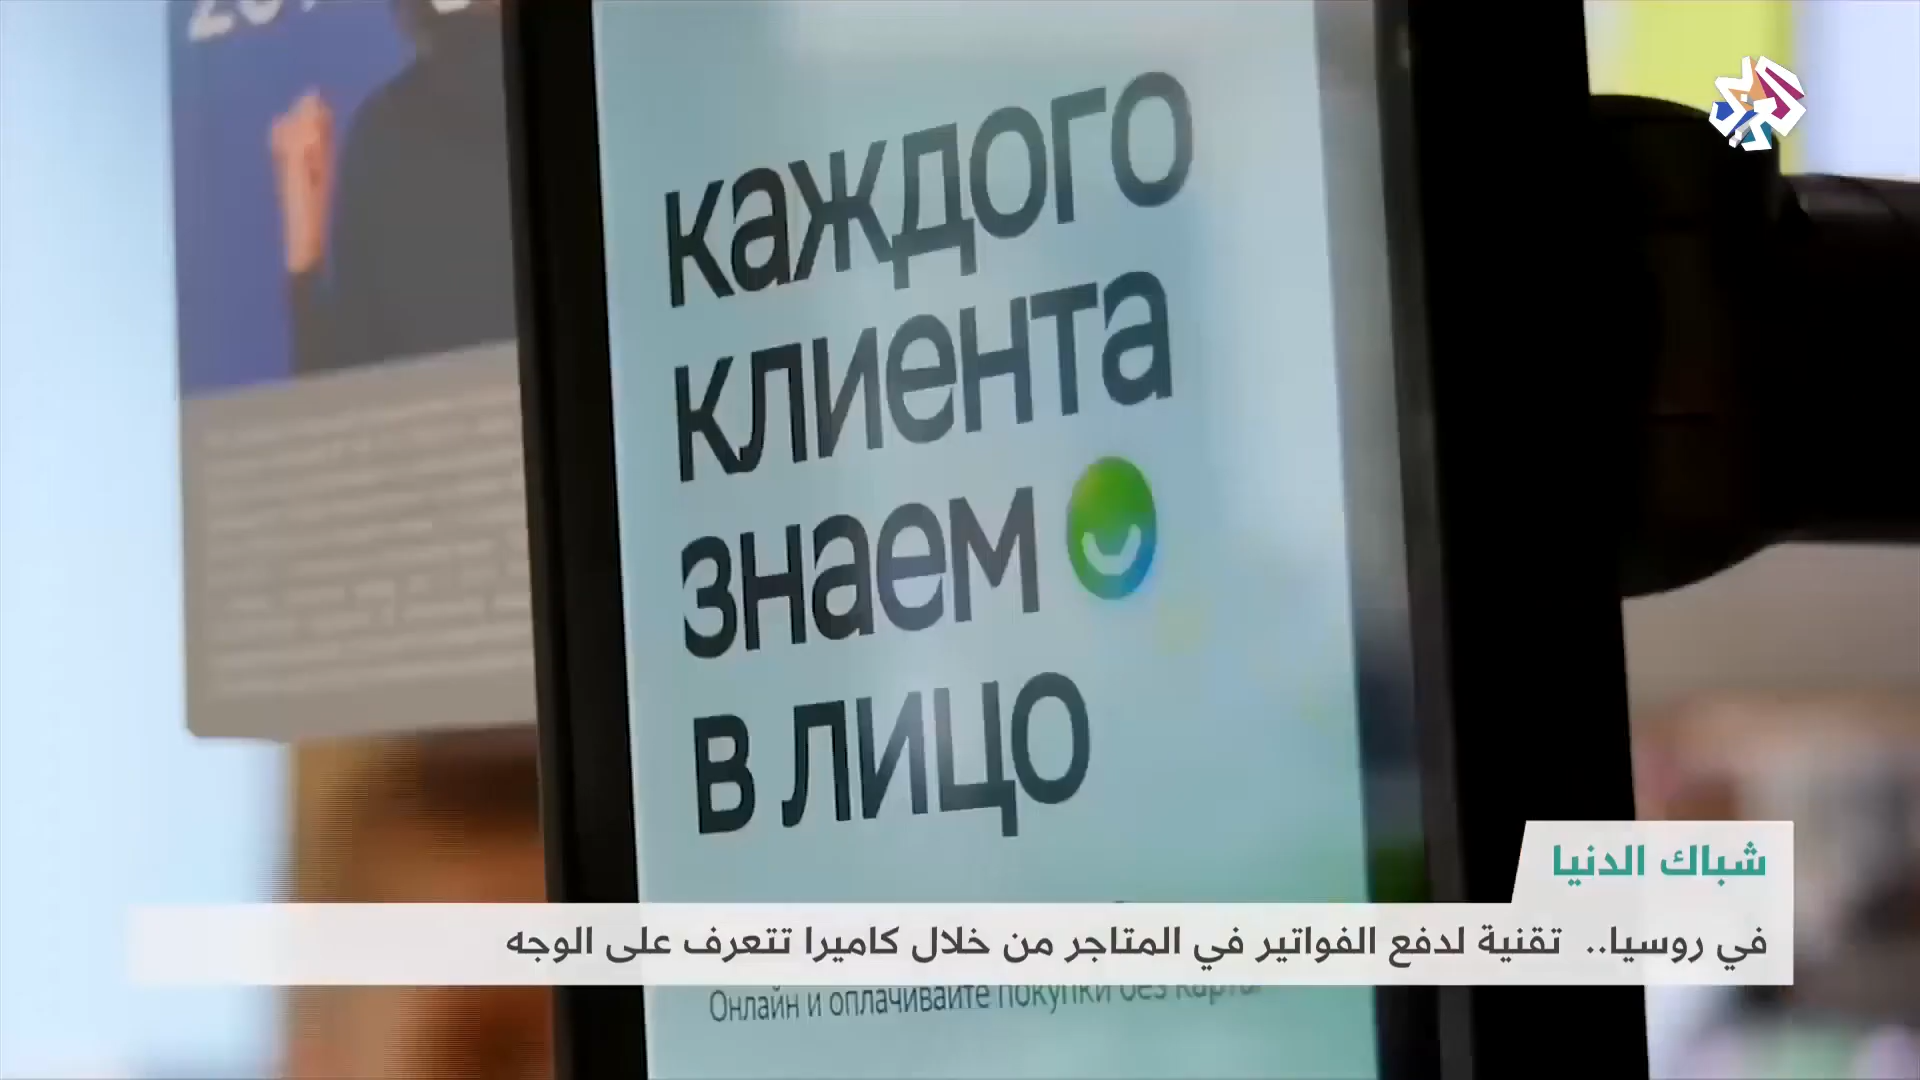 каждого
клиента
знаем
в лицо
شباك الدنيا
في روسيا.. تقنية لدفع الفواتير في المتاجر من خلال كاميرا تتعرف على الوجه
Онлайн и оплачивайте покупки без карты